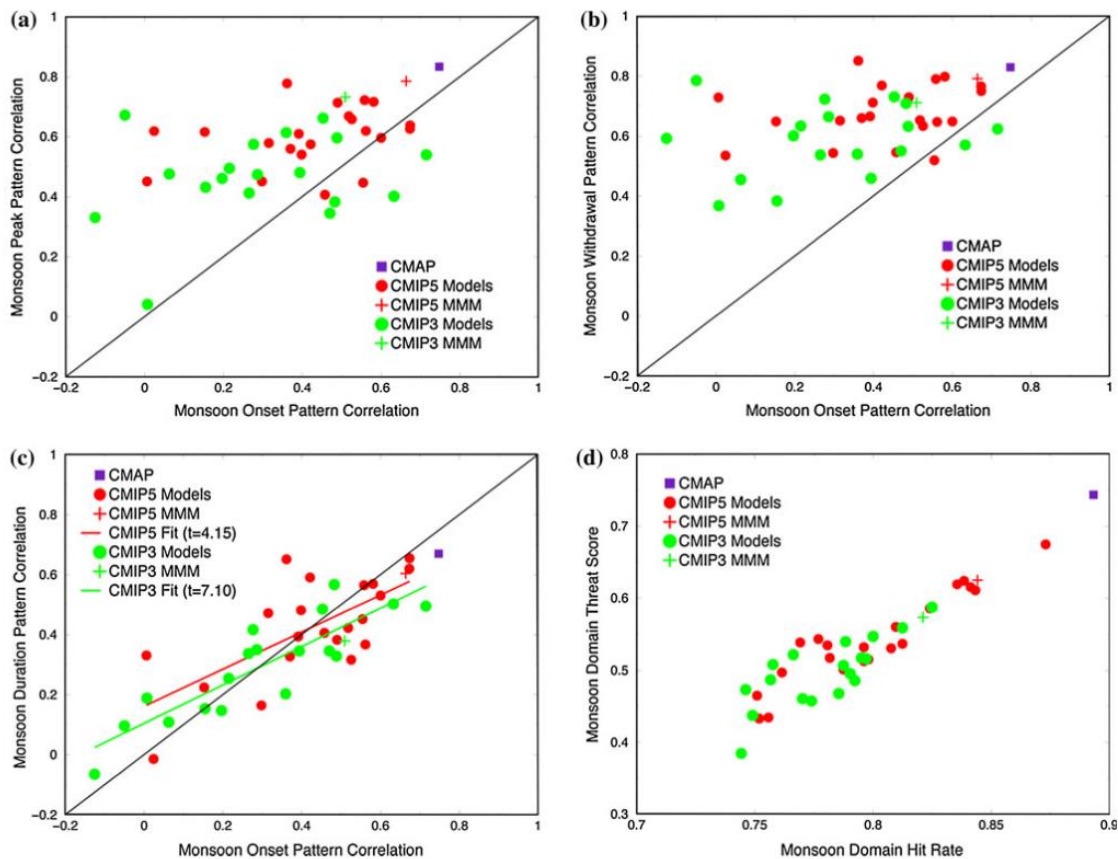 (a)
1
0.8
0.6
0.4
0.2
0
−0.2
Monsoon Peak Pattern Correlation
CMAP
CMIP5 Models
CMIP5 MMM
CMIP3 Models
CMIP3 MMM
−0.2 0 0.2 0.4 0.6 0.8 1
Monsoon Onset Pattern Correlation
(b)
1
0.8
0.6
0.4
0.2
0
−0.2
Monsoon Withdrawal Pattern Correlation
CMAP
CMIP5 Models
CMIP5 MMM
CMIP3 Models
CMIP3 MMM
−0.2 0 0.2 0.4 0.6 0.8 1
Monsoon Onset Pattern Correlation
(c)
1
0.8
0.6
0.4
0.2
0
−0.2
Monsoon Duration Pattern Correlation
CMAP
CMIP5 Models
CMIP5 MMM
CMIP5 Fit (t=4.15)
CMIP3 Models
CMIP3 MMM
CMIP3 Fit (t=7.10)
−0.2 0 0.2 0.4 0.6 0.8 1
Monsoon Onset Pattern Correlation
(d)
0.8
0.7
0.6
0.5
0.4
0.3
Monsoon Domain Threat Score
CMAP
CMIP5 Models
CMIP5 MMM
CMIP3 Models
CMIP3 MMM
0.7 0.75 0.8 0.85 0.9
Monsoon Domain Hit Rate